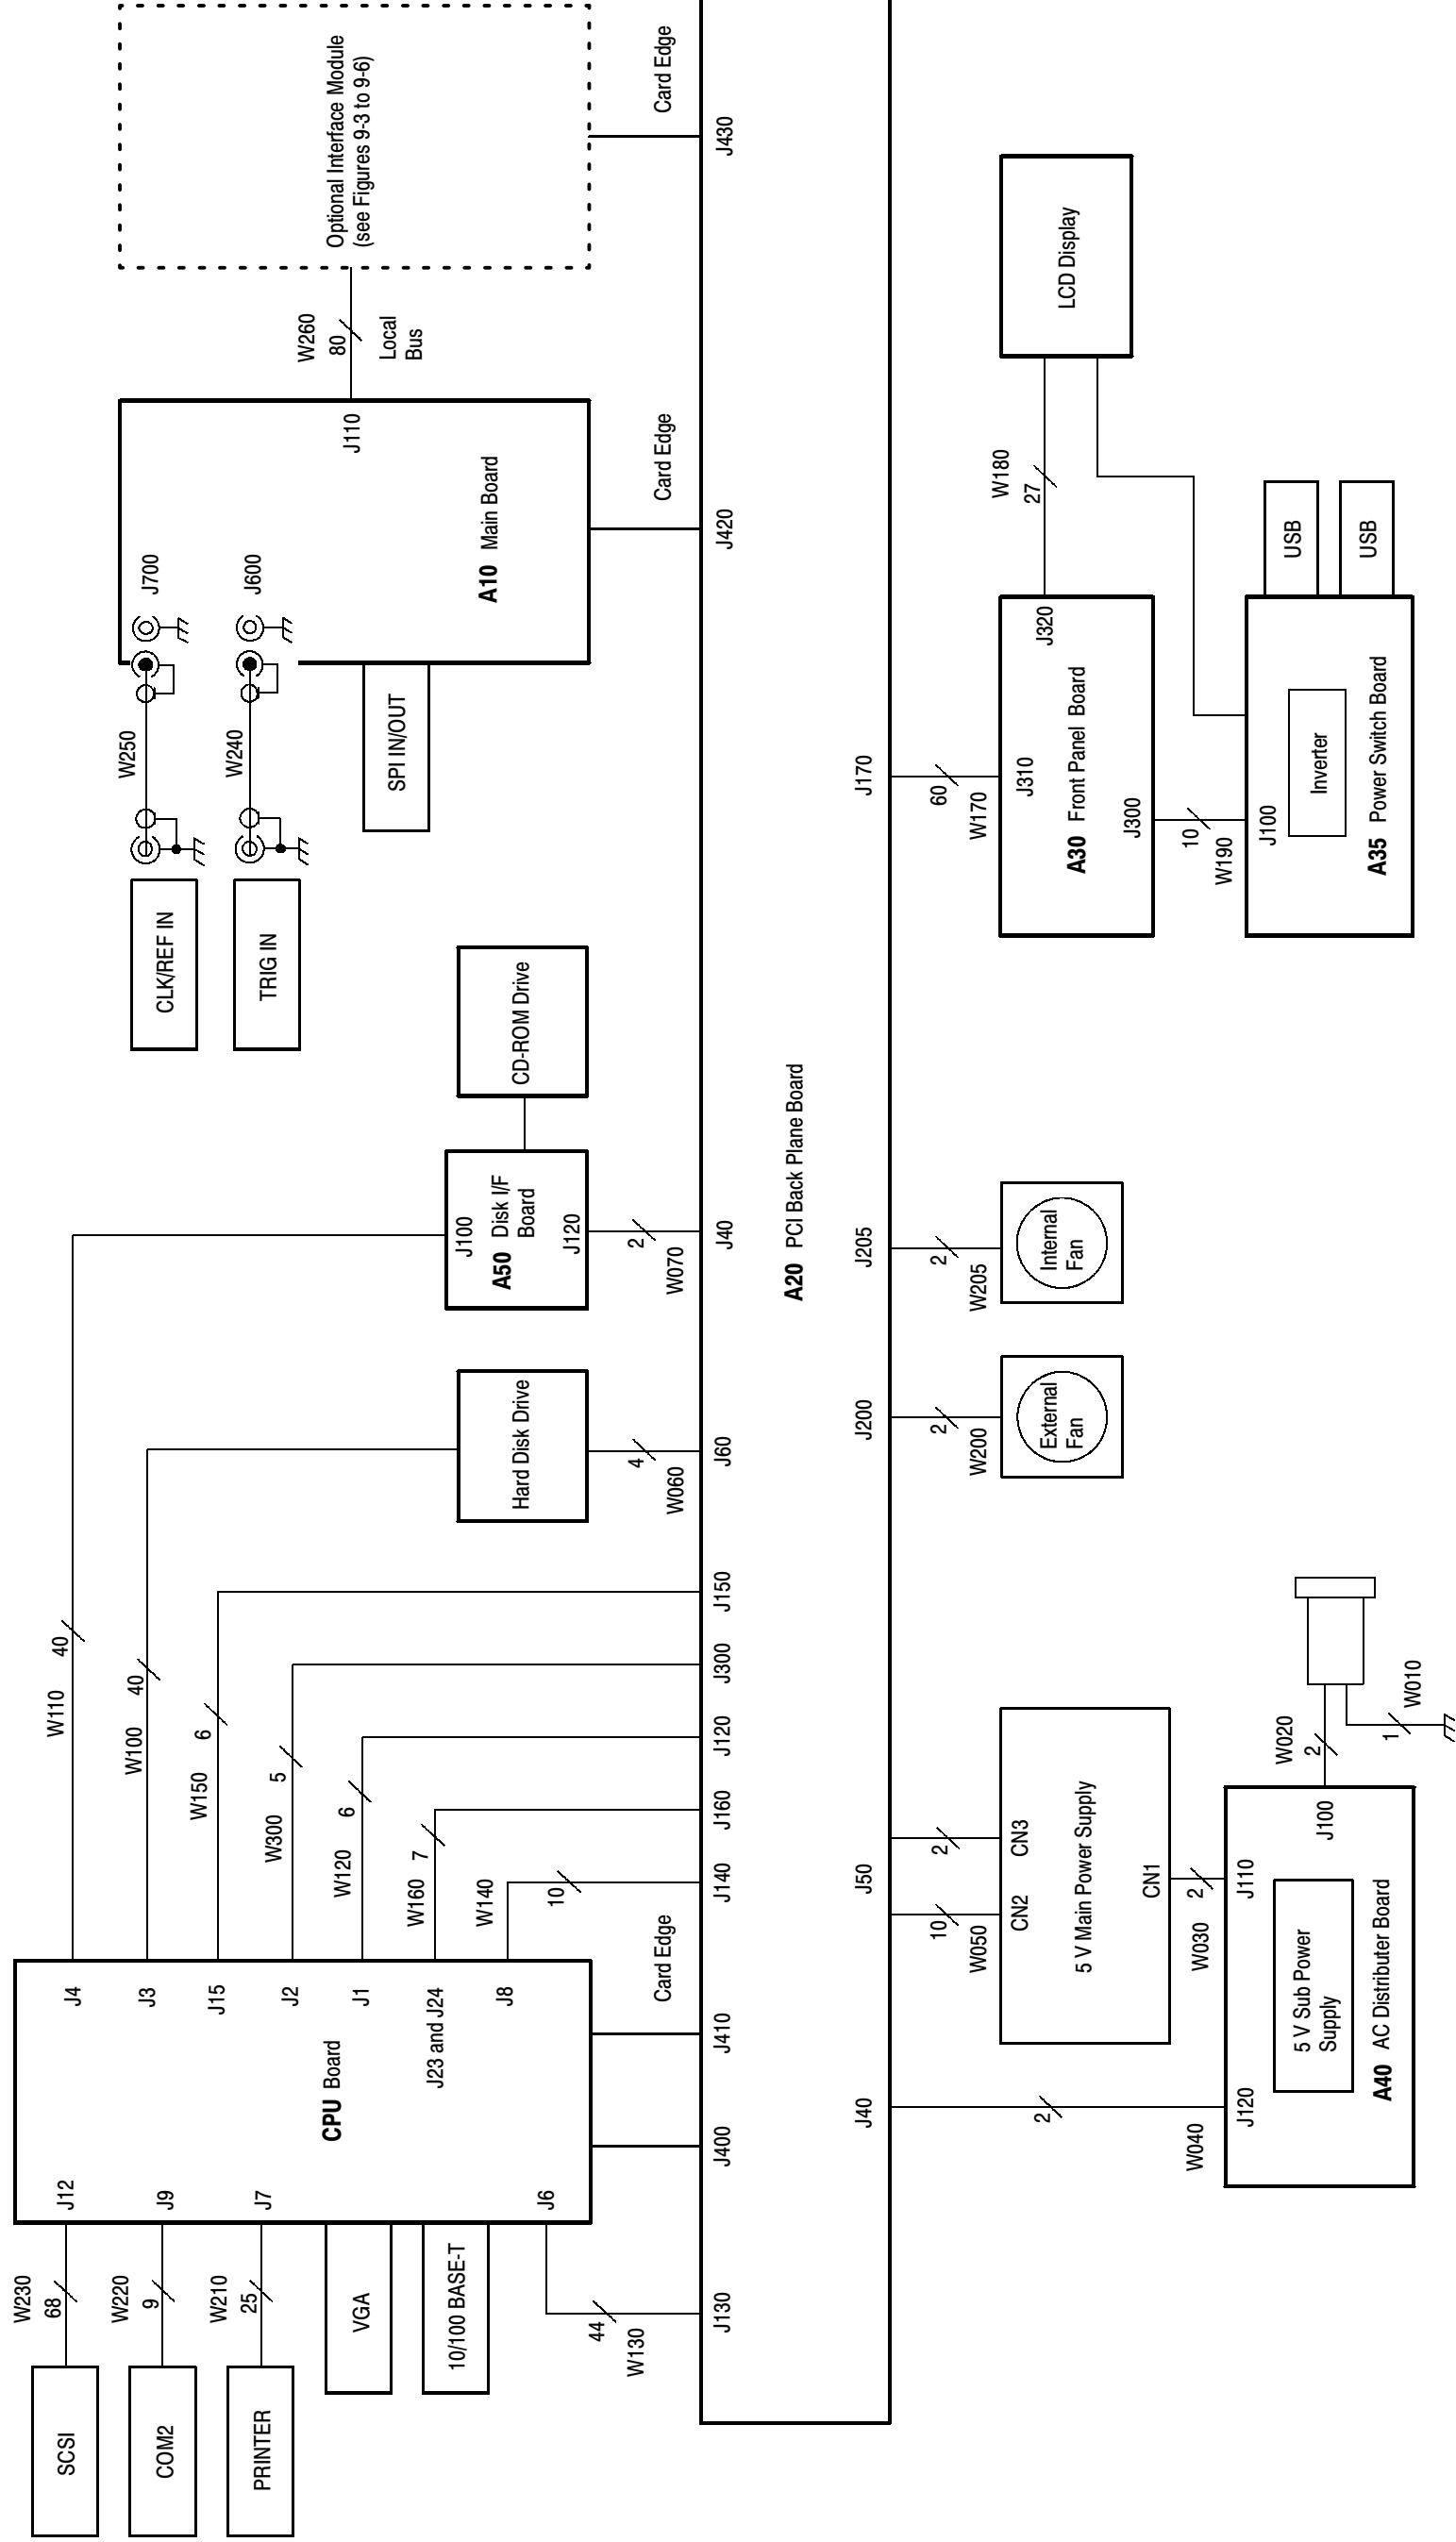 SCSI
W230
68
J12
COM2
W220
9
J9
PRINTER
W210
25
J7
VGA
10/100 BASE-T
J6
44
W130
J130
CPU Board
J4
J3
J15
J2
J1
J23 and J24
J8
W110
40
W100
40
W150
6
W300
5
W120
6
W160
7
W140
10
Card Edge
J400
J410
J140
J160
J120
J300
J150
Hard Disk Drive
4
W060
J60
J100
A50 Disk I/F
Board
J120
2
W070
J40
CD-ROM Drive
CLK/REF IN
W250
J700
TRIG IN
W240
J600
SPI IN/OUT
A10 Main Board
J110
W260
80
Local
Bus
Card Edge
J420
Optional Interface Module
(see Figures 9-3 to 9-6)
Card Edge
J430
A20 PCI Back Plane Board
J40
J50
J200
J205
J170
2
W040
10
W050
2
CN2
CN3
5 V Main Power Supply
CN1
2
W030
J120
J110
J100
5 V Sub Power
Supply
A40 AC Distributer Board
W020
2
1
W010
2
W200
External
Fan
2
W205
Internal
Fan
60
W170
J310
J320
A30 Front Panel Board
J300
10
W190
J100
Inverter
A35 Power Switch Board
USB
USB
W180
27
LCD Display